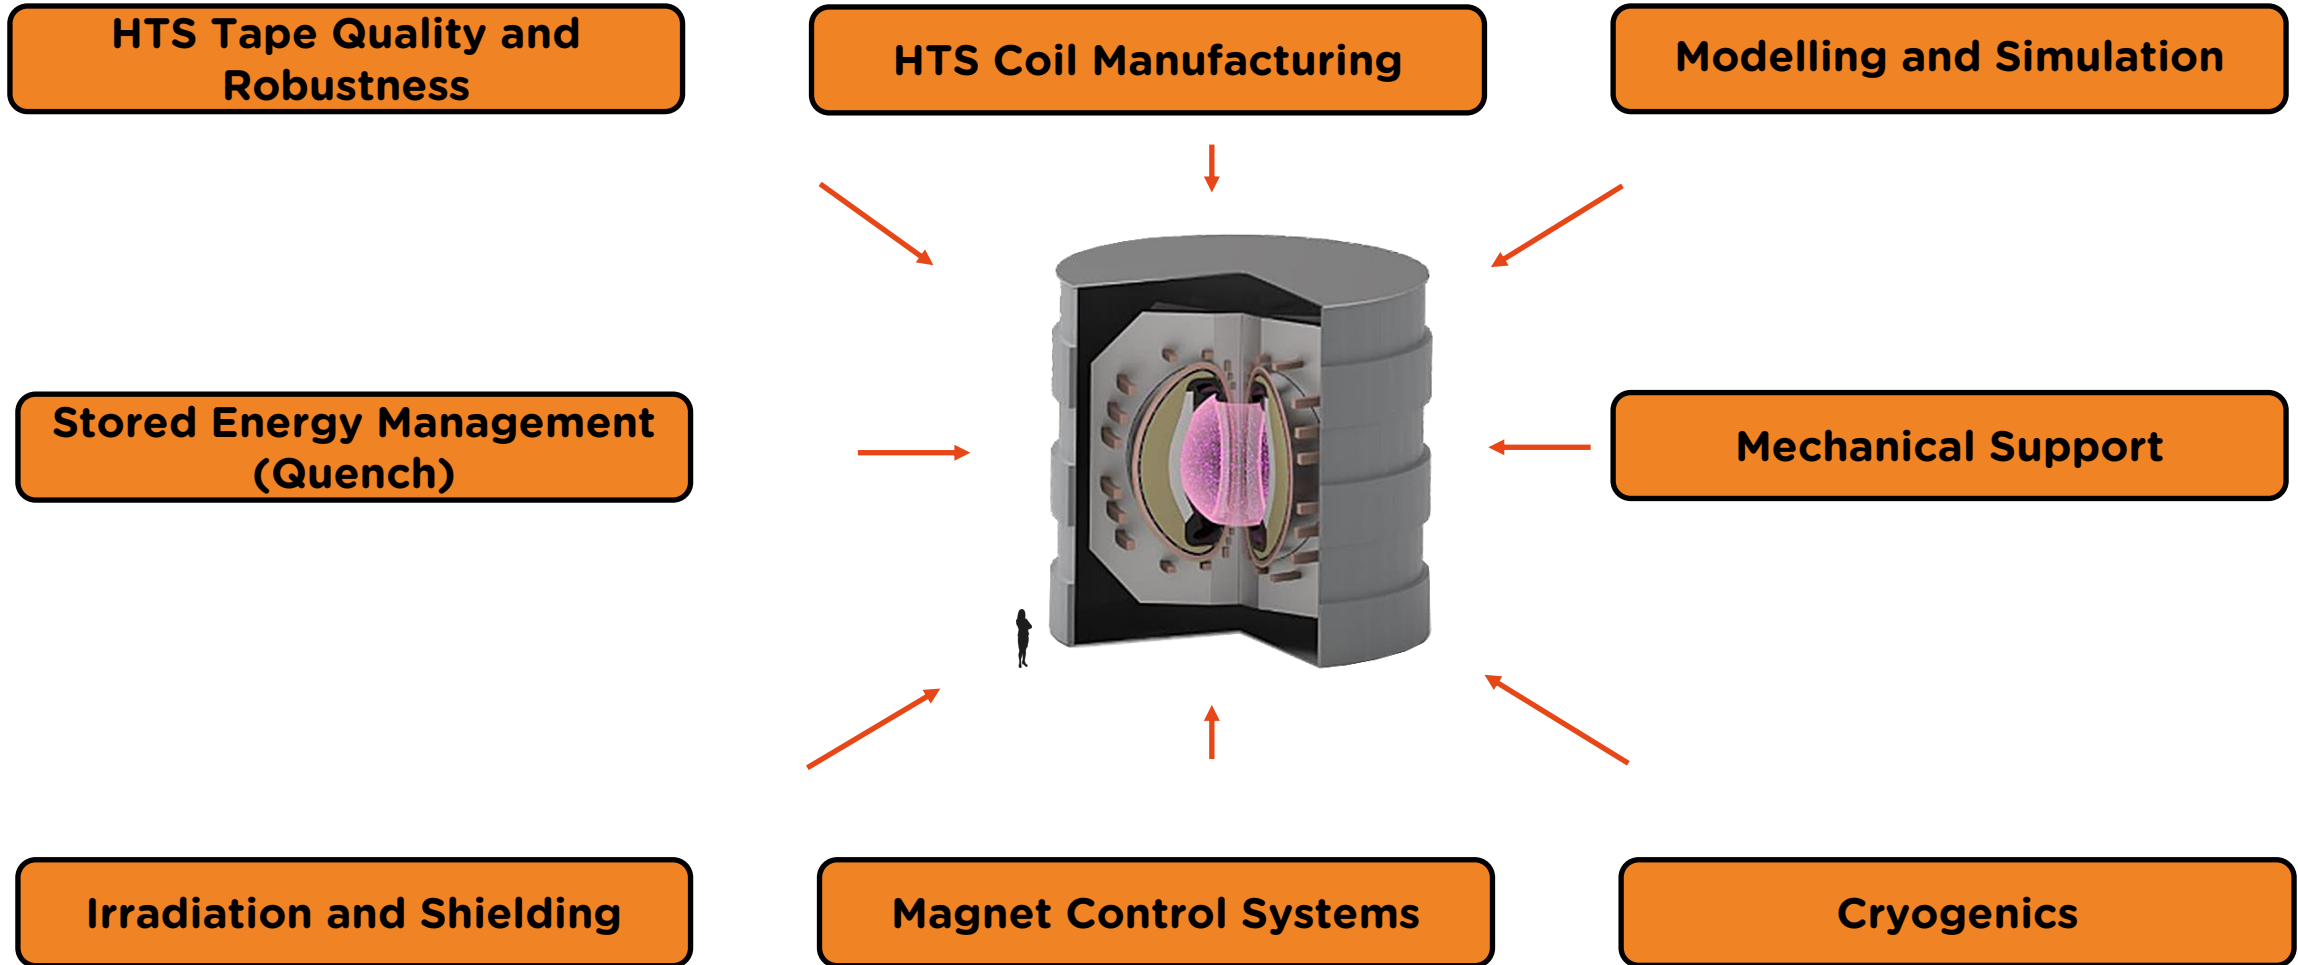 HTS Tape Quality and
Robustness
HTS Coil Manufacturing
Modelling and Simulation
Stored Energy Management
(Quench)
Mechanical Support
Irradiation and Shielding
Magnet Control Systems
Cryogenics